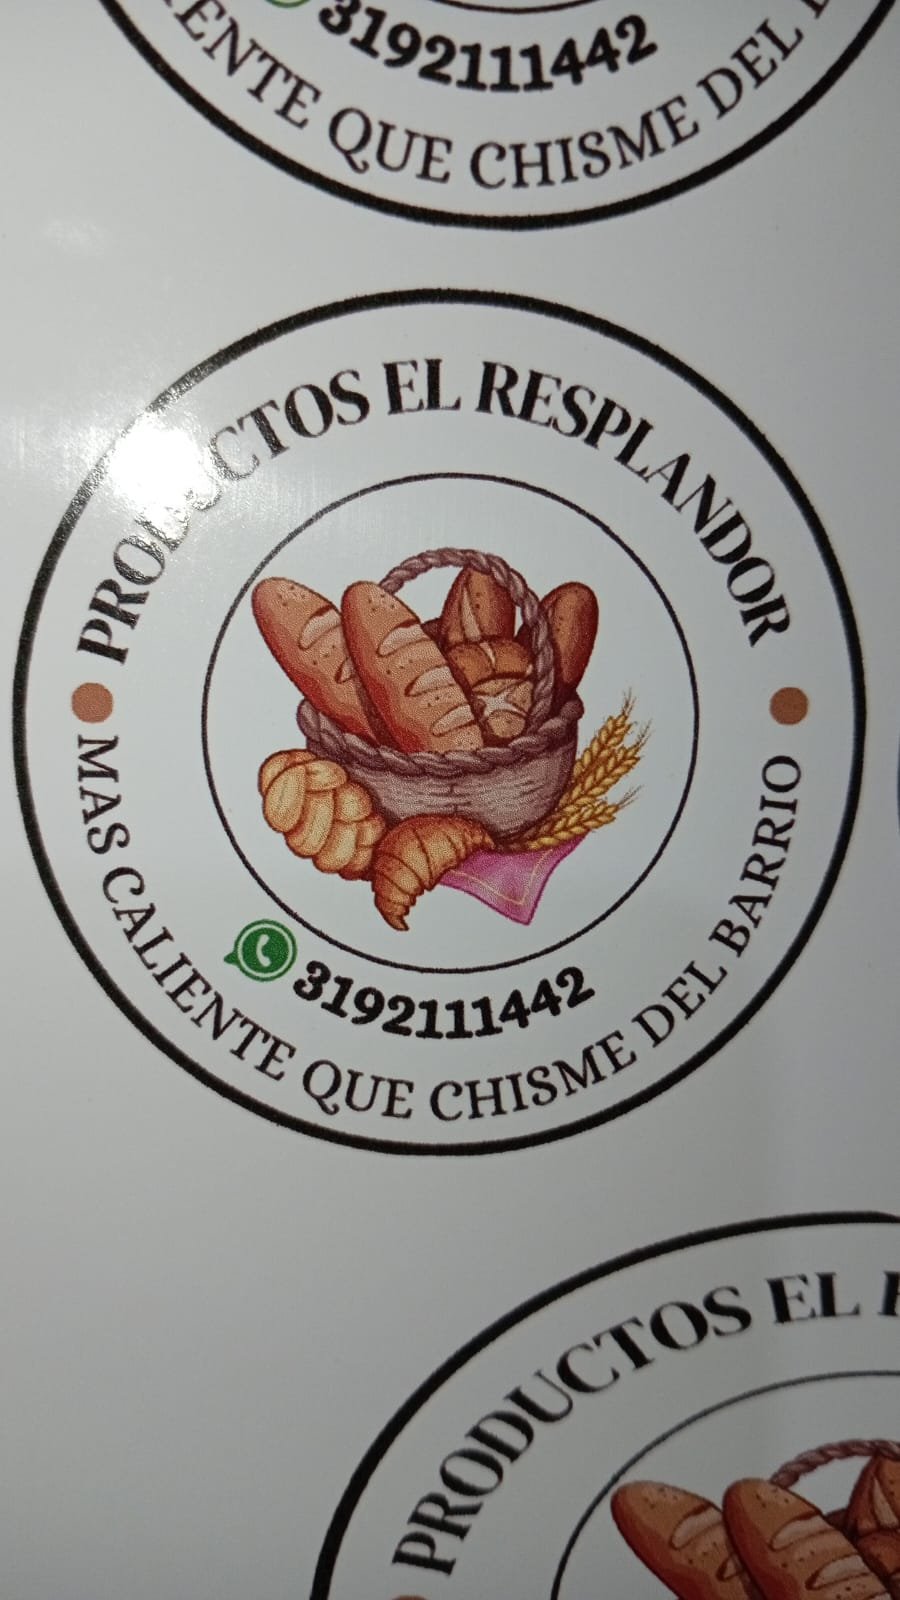 3192111442
ENTE QUE CHISME DEL
PRODUCTOS EL RESPLANDOR
MAS CALIENTE QUE CHISME DEL BARRIO
3192111442
PRODUCTOS EL